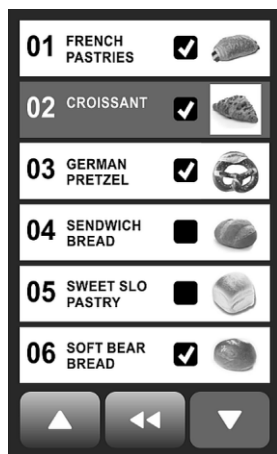 01 FRENCH
PASTRIES
02 CROISSANT
03 GERMAN
PRETZEL
04 SENDWICH
BREAD
05 SWEET SLO
PASTRY
06 SOFT BEAR
BREAD